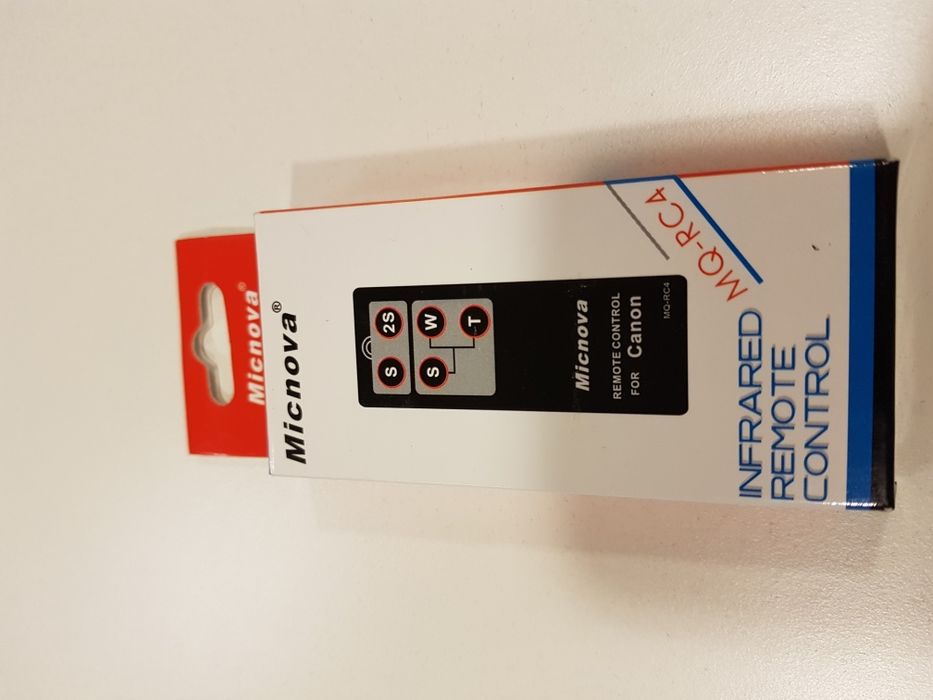 Micnova®
Micnova®
S 2S
S W
T
Micnova
REMOTE CONTROL
FOR Canon
MQ-RC4
MQ-RC4
INFRARED
REMOTE
CONTROL